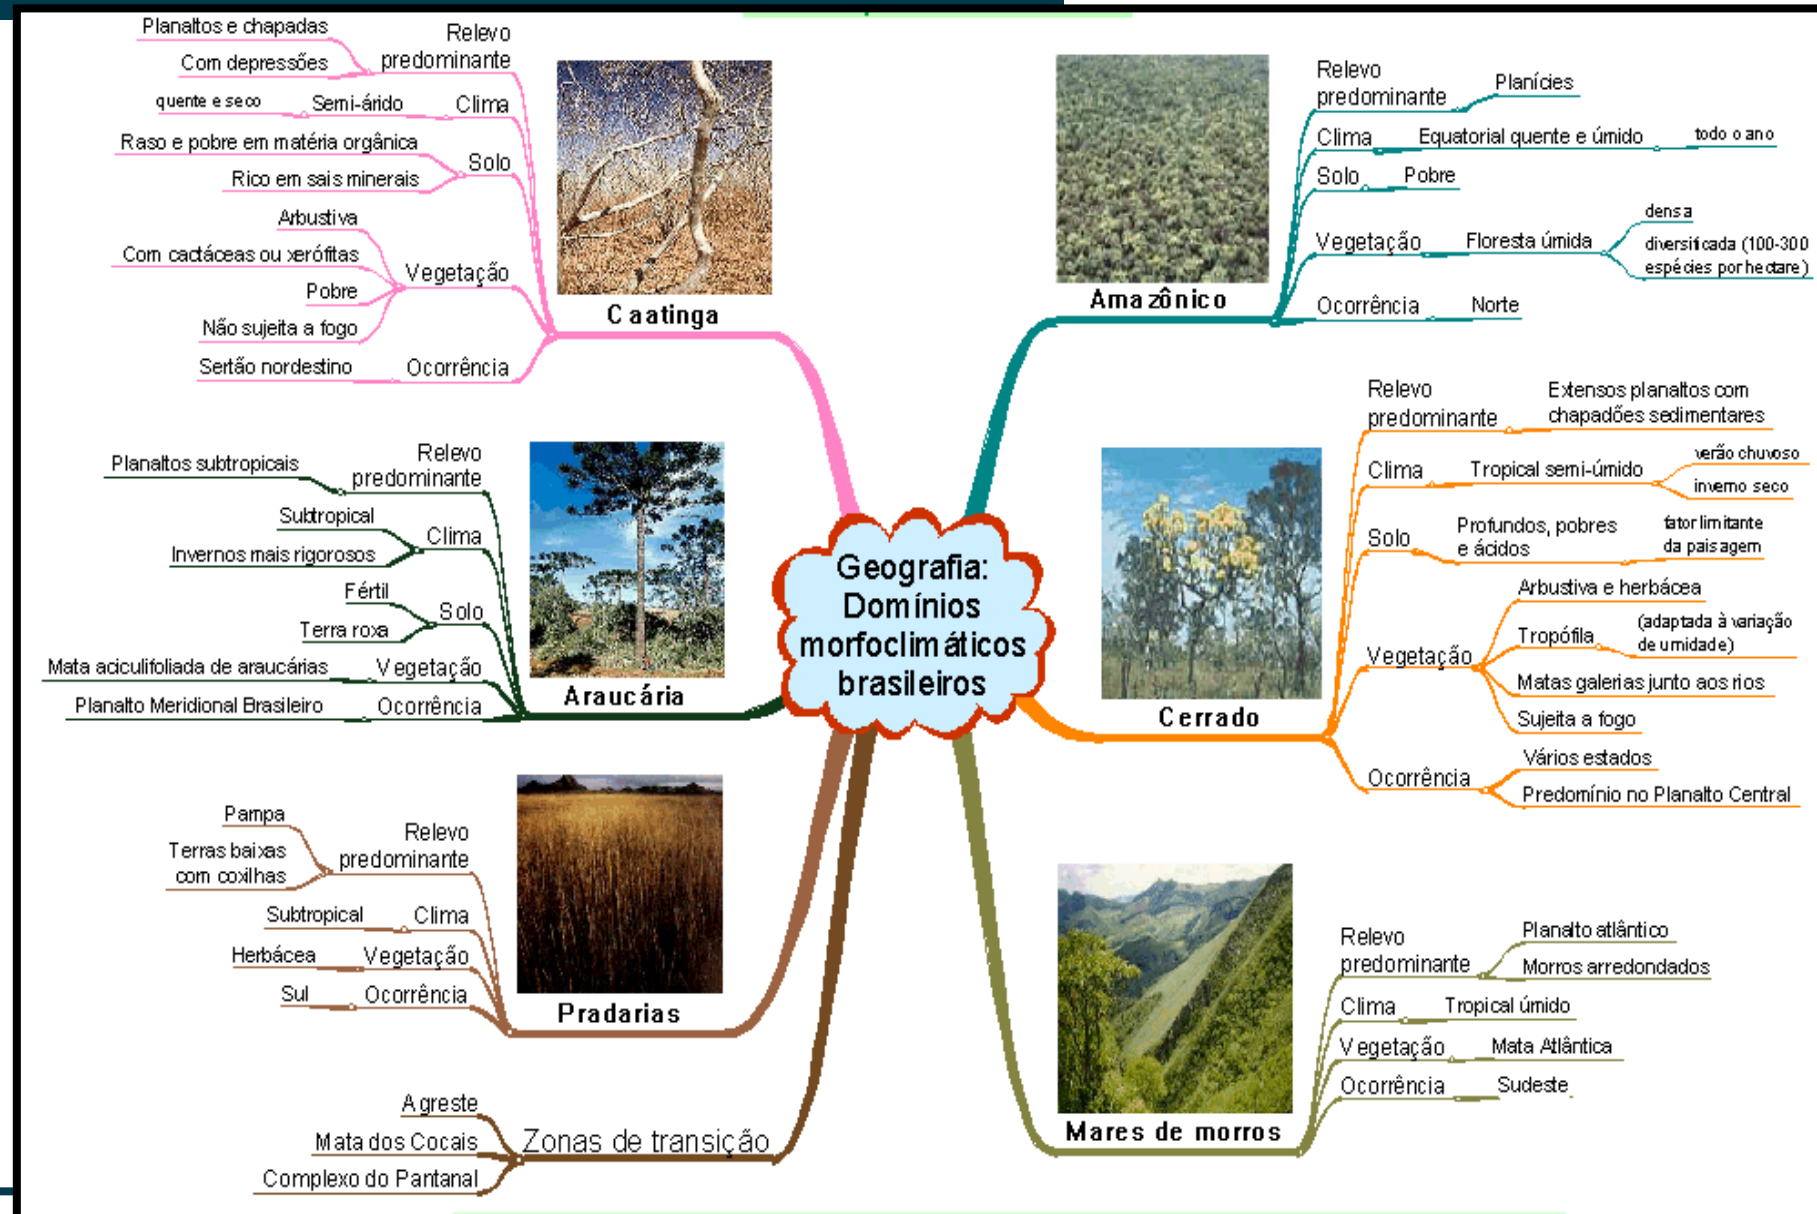 Geografia:
Domínios
morfoclimáticos
brasileiros
Caatinga
Relevo
predominante
Planaltos e chapadas
Com depressões
Clima
Semi-árido
quente e seco
Solo
Raso e pobre em matéria orgânica
Rico em sais minerais
Vegetação
Arbustiva
Com cactáceas ou xerófitas
Pobre
Não sujeita a fogo
Ocorrência
Sertão nordestino
Araucária
Relevo
predominante
Planaltos subtropicais
Clima
Subtropical
Invernos mais rigorosos
Solo
Fértil
Terra roxa
Vegetação
Mata aciculifoliada de araucárias
Ocorrência
Planalto Meridional Brasileiro
Pradarias
Relevo
predominante
Pampa
Terras baixas
com coxilhas
Clima
Subtropical
Vegetação
Herbácea
Ocorrência
Sul
Zonas de transição
Agreste
Mata dos Cocais
Complexo do Pantanal
Amazônico
Relevo
predominante
Planícies
Clima
Equatorial quente e úmido
todo o ano
Solo
Pobre
Vegetação
Floresta úmida
densa
diversificada (100-300
espécies por hectare)
Ocorrência
Norte
Cerrado
Relevo
predominante
Extensos planaltos com
chapadões sedimentares
Clima
Tropical semi-úmido
verão chuvoso
inverno seco
Solo
Profundos, pobres
e ácidos
fator limitante
da paisagem
Vegetação
Arbustiva e herbácea
Tropófila
(adaptada à variação
de umidade)
Matas galerias junto aos rios
Sujeita a fogo
Ocorrência
Vários estados
Predomínio no Planalto Central
Mares de morros
Relevo
predominante
Planalto atlântico
Morros arredondados
Clima
Tropical úmido
Vegetação
Mata Atlântica
Ocorrência
Sudeste